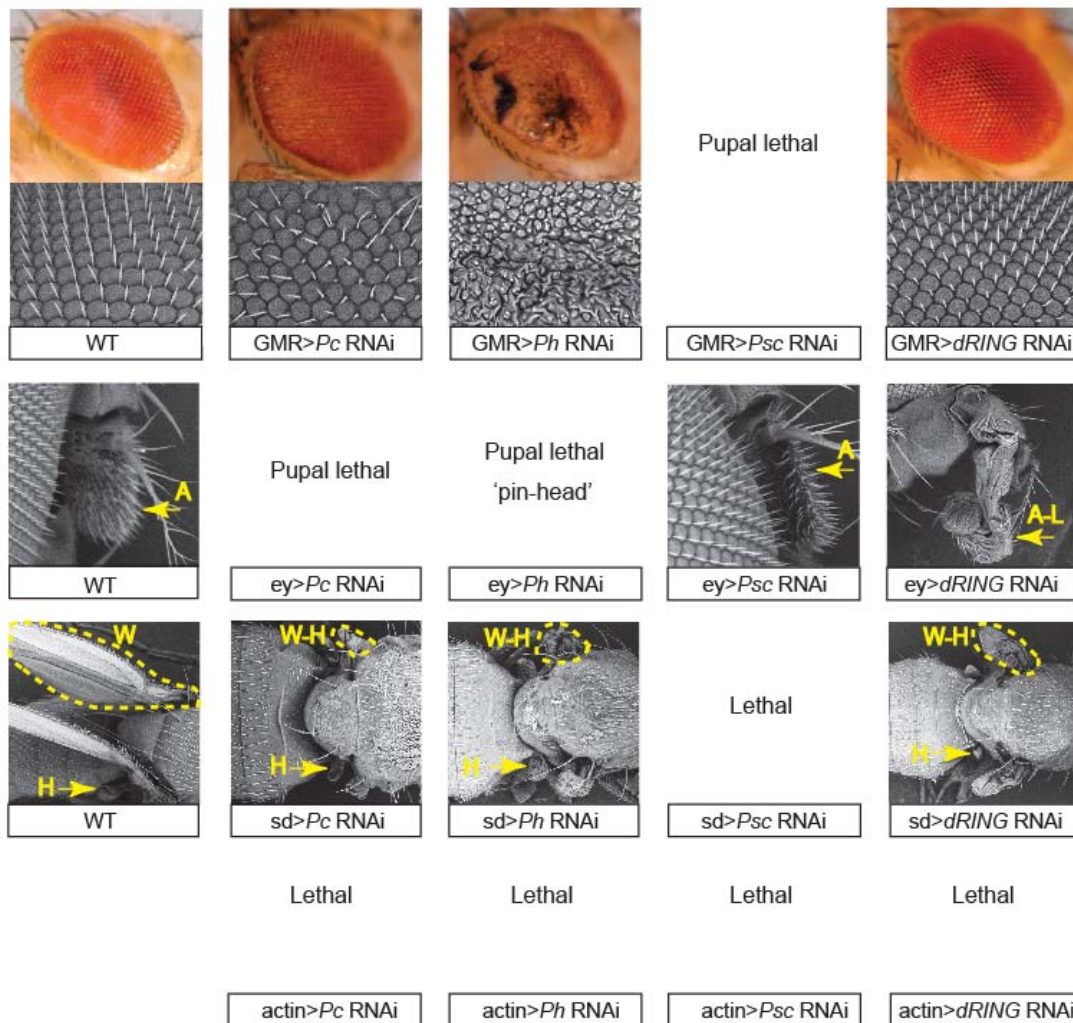 Pupal lethal
WT
GMR>Pc RNAi
GMR>Ph RNAi
GMR>Psc RNAi
GMR>dRING RNAi
A
Pupal lethal
Pupal lethal
'pin-head'
A
A-L
WT
ey>Pc RNAi
ey>Ph RNAi
ey>Psc RNAi
ey>dRING RNAi
W
H
W-H
H
W-H
H
Lethal
W-H
H
WT
sd>Pc RNAi
sd>Ph RNAi
sd>Psc RNAi
sd>dRING RNAi
Lethal
Lethal
Lethal
Lethal
actin>Pc RNAi
actin>Ph RNAi
actin>Psc RNAi
actin>dRING RNAi